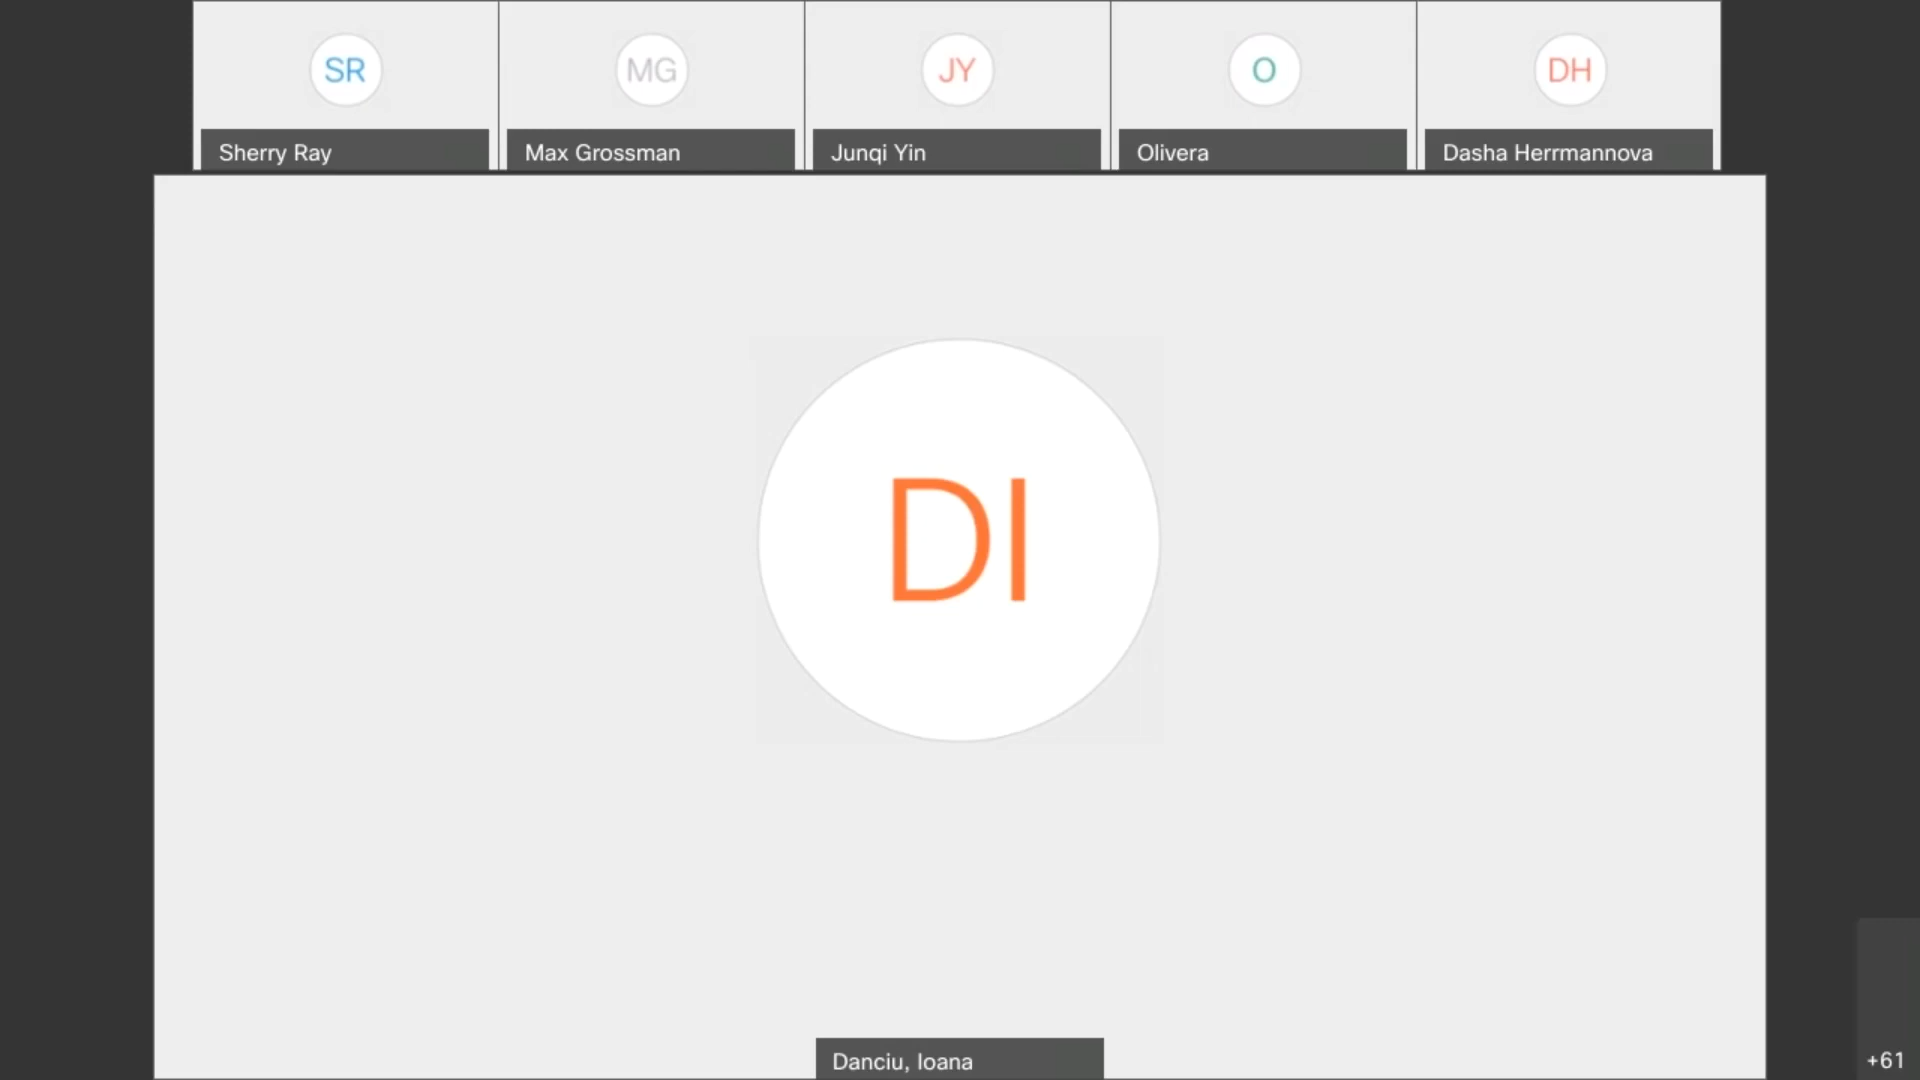 SR
MG
JY
O
DH
Sherry Ray
Max Grossman
Junqi Yin
Olivera
Dasha Herrmannova
DI
Danciu, Ioana
+61